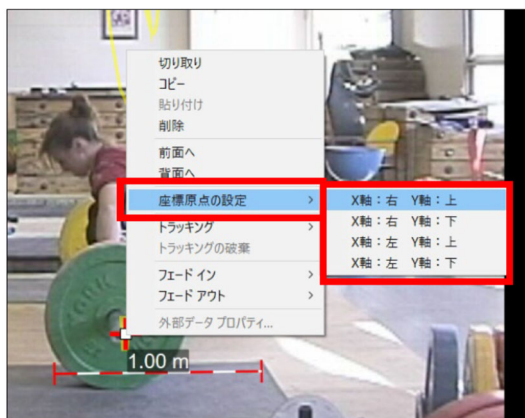 切り取り
コピー
貼り付け
削除
前面へ
背面へ
座標原点の設定 >
X軸：右 Y軸：上
X軸：右 Y軸：下
X軸：左 Y軸：上
X軸：左 Y軸：下
トラッキング >
トラッキングの破棄
フェード イン >
フェード アウト >
外部データ プロパティ...
1.00 m